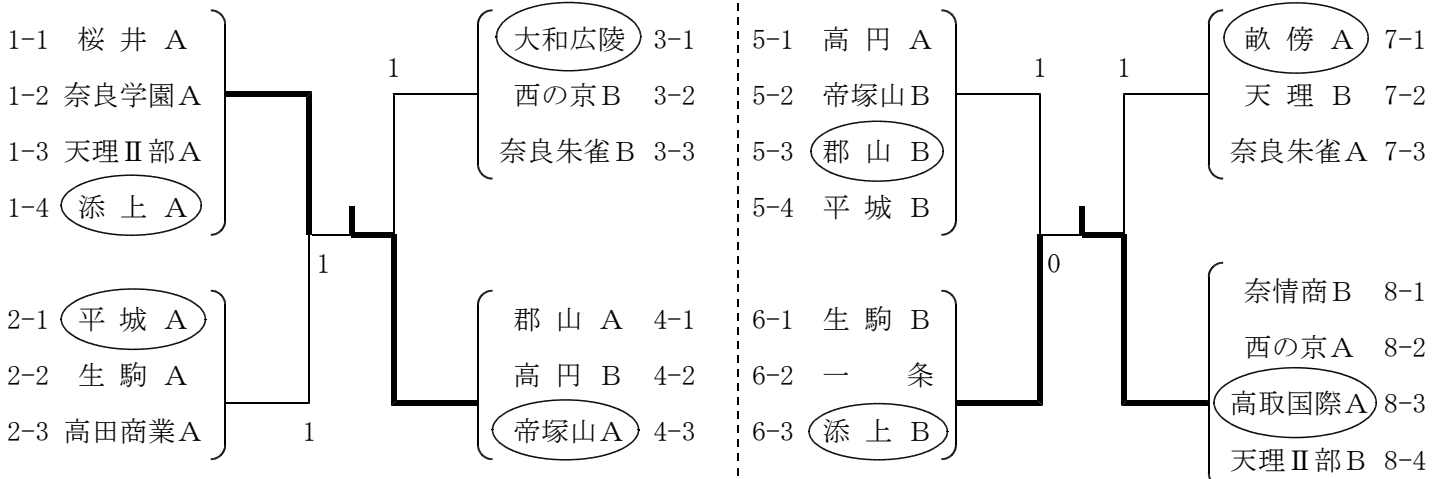 1-1 桜 井 A
1-2 奈良学園A
1-3 天理Ⅱ部A
1-4 添 上 A
2-1 平 城 A
2-2 生 駒 A
2-3 高田商業A
1
1
1
大和広陵 3-1
西の京B 3-2
奈良朱雀B 3-3
郡 山 A 4-1
高 円 B 4-2
帝塚山A 4-3
5-1 高 円 A
5-2 帝塚山B
5-3 郡 山 B
5-4 平 城 B
6-1 生 駒 B
6-2 一 条
6-3 添 上 B
1
1
0
畝 傍 A 7-1
天 理 B 7-2
奈良朱雀A 7-3
奈情商B 8-1
西の京A 8-2
高取国際A 8-3
天理Ⅱ部B 8-4